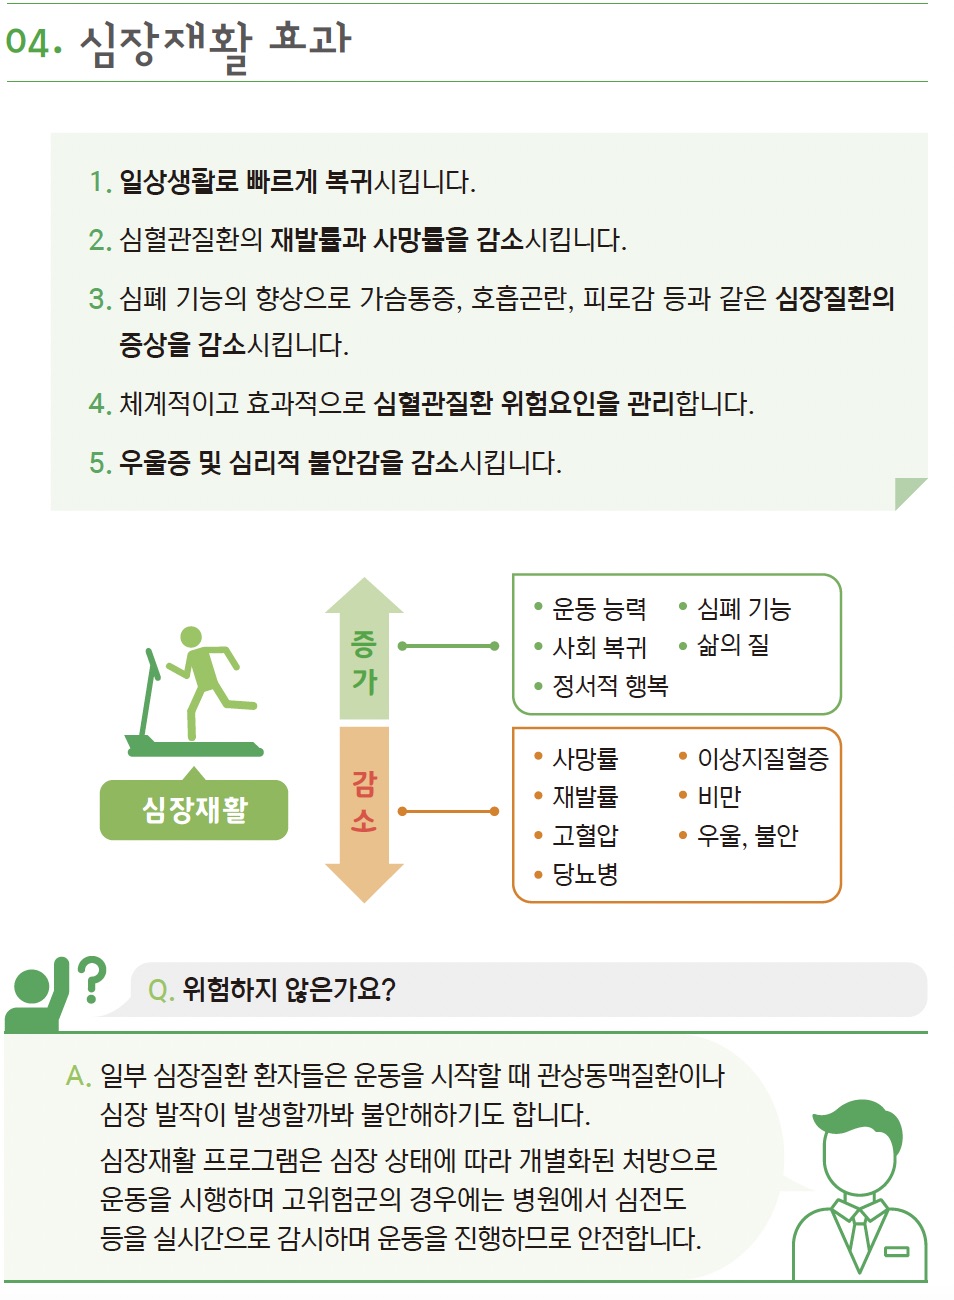 04. 심장재활 효과
1. 일상생활로 빠르게 복귀시킵니다.
2. 심혈관질환의 재발률과 사망률을 감소시킵니다.
3. 심폐 기능의 향상으로 가슴통증, 호흡곤란, 피로감 등과 같은 심장질환의
증상을 감소시킵니다.
4. 체계적이고 효과적으로 심혈관질환 위험요인을 관리합니다.
5. 우울증 및 심리적 불안감을 감소시킵니다.
심장재활
증
가
• 운동 능력 • 심폐 기능
• 사회 복귀 • 삶의 질
• 정서적 행복
감
소
• 사망률 • 이상지질혈증
• 재발률 • 비만
• 고혈압 • 우울, 불안
• 당뇨병
?
Q. 위험하지 않은가요?
A. 일부 심장질환 환자들은 운동을 시작할 때 관상동맥질환이나
심장 발작이 발생할까봐 불안해하기도 합니다.
심장재활 프로그램은 심장 상태에 따라 개별화된 처방으로
운동을 시행하며 고위험군의 경우에는 병원에서 심전도
등을 실시간으로 감시하며 운동을 진행하므로 안전합니다.